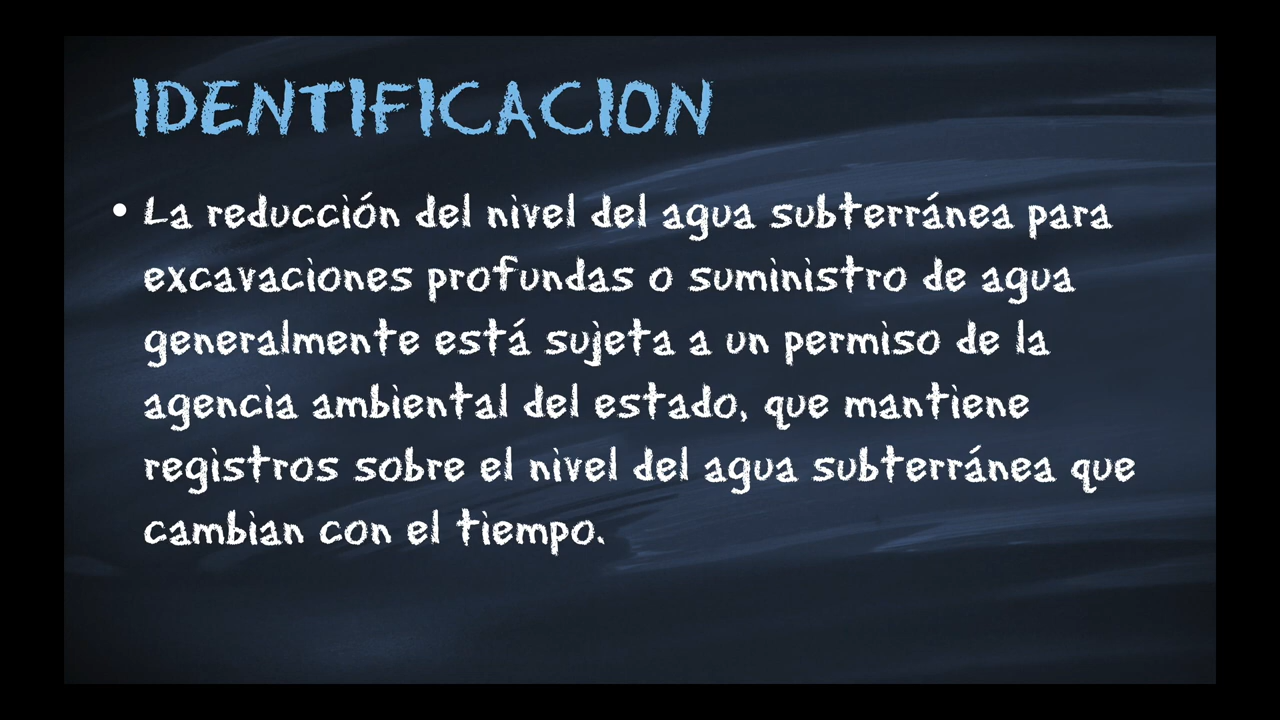 IDENTIFICACION
• La reducción del nivel del agua subterránea para
excavaciones profundas o suministro de agua
generalmente está sujeta a un permiso de la
agencia ambiental del estado, que mantiene
registros sobre el nivel del agua subterránea que
cambian con el tiempo.